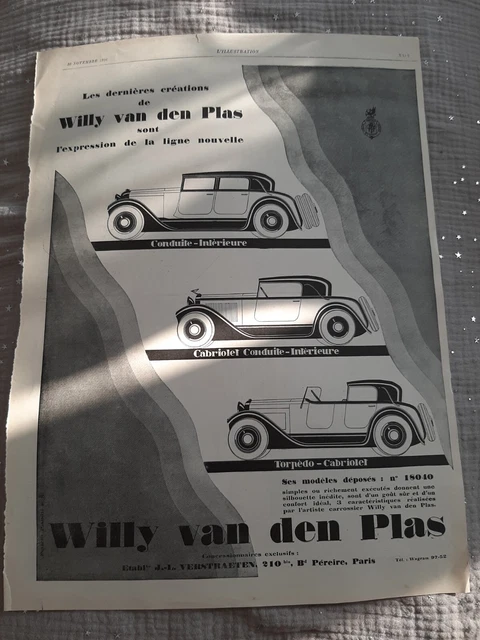 L'ILLUSTRATION
Les dernières créations
de
Willy van den Plas
sont
l'expression de la ligne nouvelle
Conduite-Intérieure
Cabriolet Conduite-Intérieure
Torpédo-Cabriolet
Ses modèles déposés : n° 18040
simples ou richement exécutés donnent une
silhouette inédite, sont d'un goût sûr et d'un
confort idéal, 3 caractéristiques réalisées
par l'artiste carrossier Willy van den Plas.
Willy van den Plas
Concessionnaires exclusifs :
Etabl.ts J.-L. VERSTRAETEN, 210 bis, Bd Péreire, Paris
Tél. : Wagram 95-52